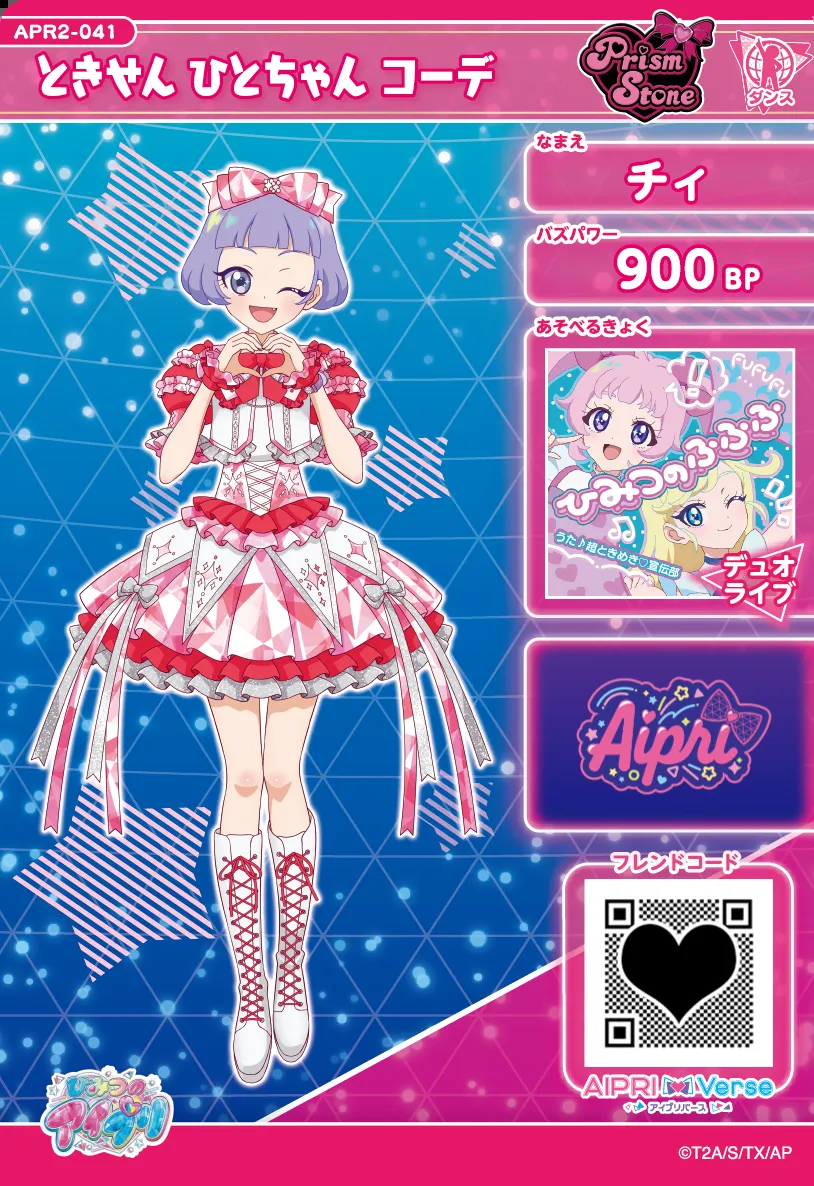 APR2-041
ときせん ひとちゃん コーデ
Prism
Stone
ダンス
なまえ
チィ
バズパワー
900 BP
あそべるきょく
FUFUFU
ひみつのふふふ
うた♪超ときめき♡宣伝部
デュオ
ライブ
Aipri
フレンドコード
AIPRI Verse
アイプリバース
ひみつの
アイプリ
©T2A/S/TX/AP